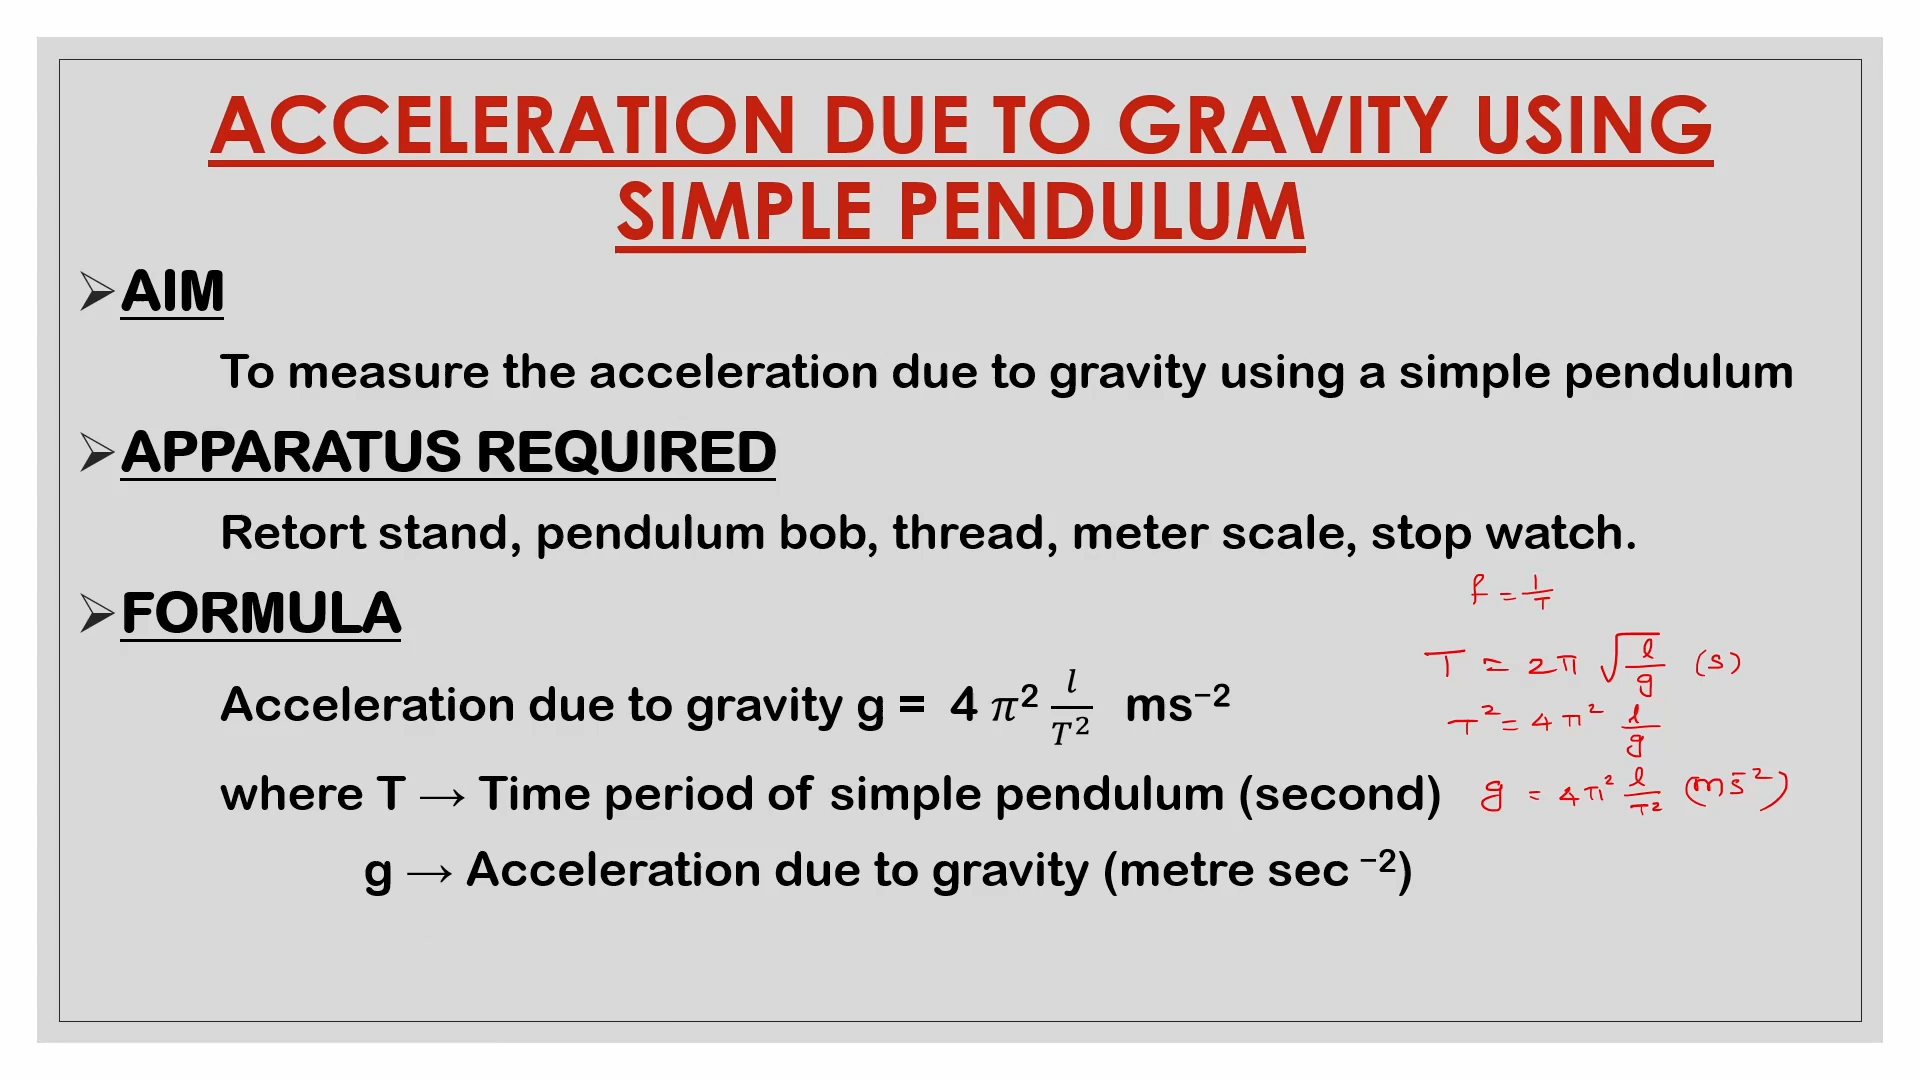 ACCELERATION DUE TO GRAVITY USING
SIMPLE PENDULUM
➢AIM
To measure the acceleration due to gravity using a simple pendulum
➢APPARATUS REQUIRED
Retort stand, pendulum bob, thread, meter scale, stop watch.
➢FORMULA
f = 1/T
T = 2π √(l/g) (s)
Acceleration due to gravity g = 4 π² l/T² ms⁻²
T² = 4π² l/g
where T → Time period of simple pendulum (second)
g = 4π² l/T² (ms⁻²)
g → Acceleration due to gravity (metre sec ⁻²)